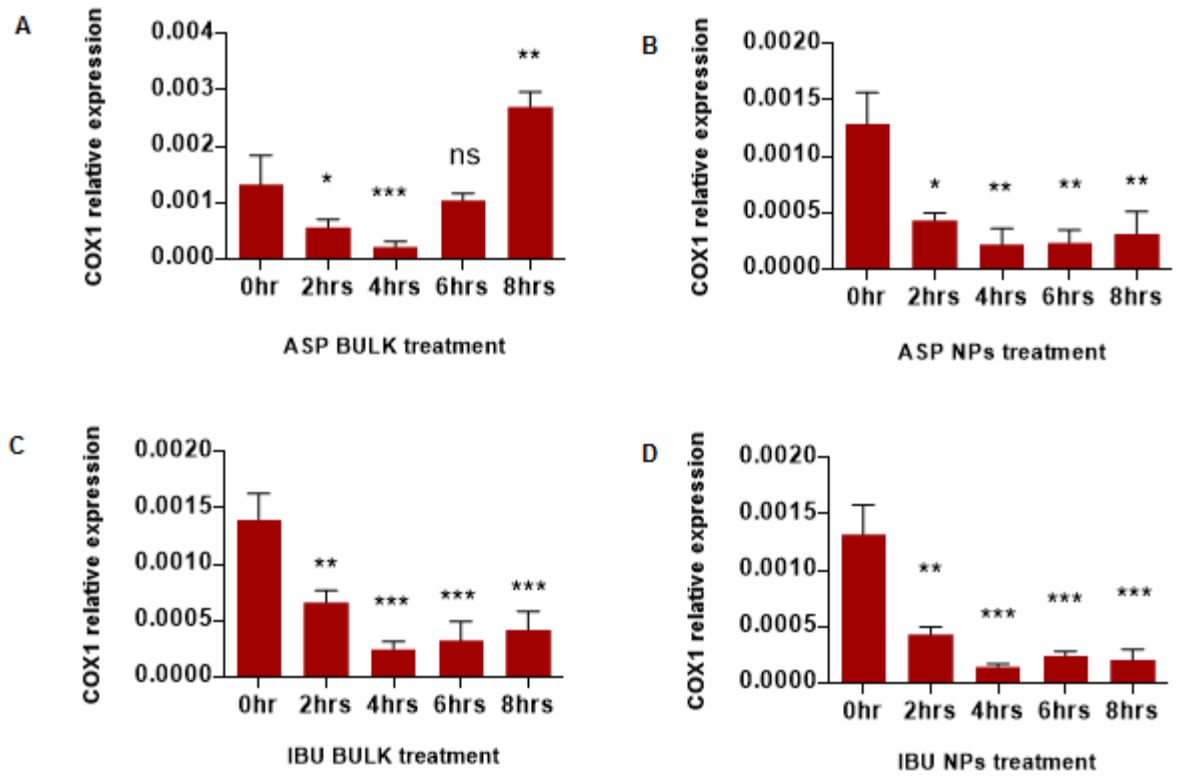 A
COX1 relative expression
0.004
0.003
0.002
0.001
0.000
*
***
ns
**
0hr 2hrs 4hrs 6hrs 8hrs
ASP BULK treatment
B
COX1 relative expression
0.0020
0.0015
0.0010
0.0005
0.0000
*
**
**
**
0hr 2hrs 4hrs 6hrs 8hrs
ASP NPs treatment
C
COX1 relative expression
0.0020
0.0015
0.0010
0.0005
0.0000
**
***
***
***
0hr 2hrs 4hrs 6hrs 8hrs
IBU BULK treatment
D
COX1 relative expression
0.0020
0.0015
0.0010
0.0005
0.0000
**
***
***
***
0hr 2hrs 4hrs 6hrs 8hrs
IBU NPs treatment